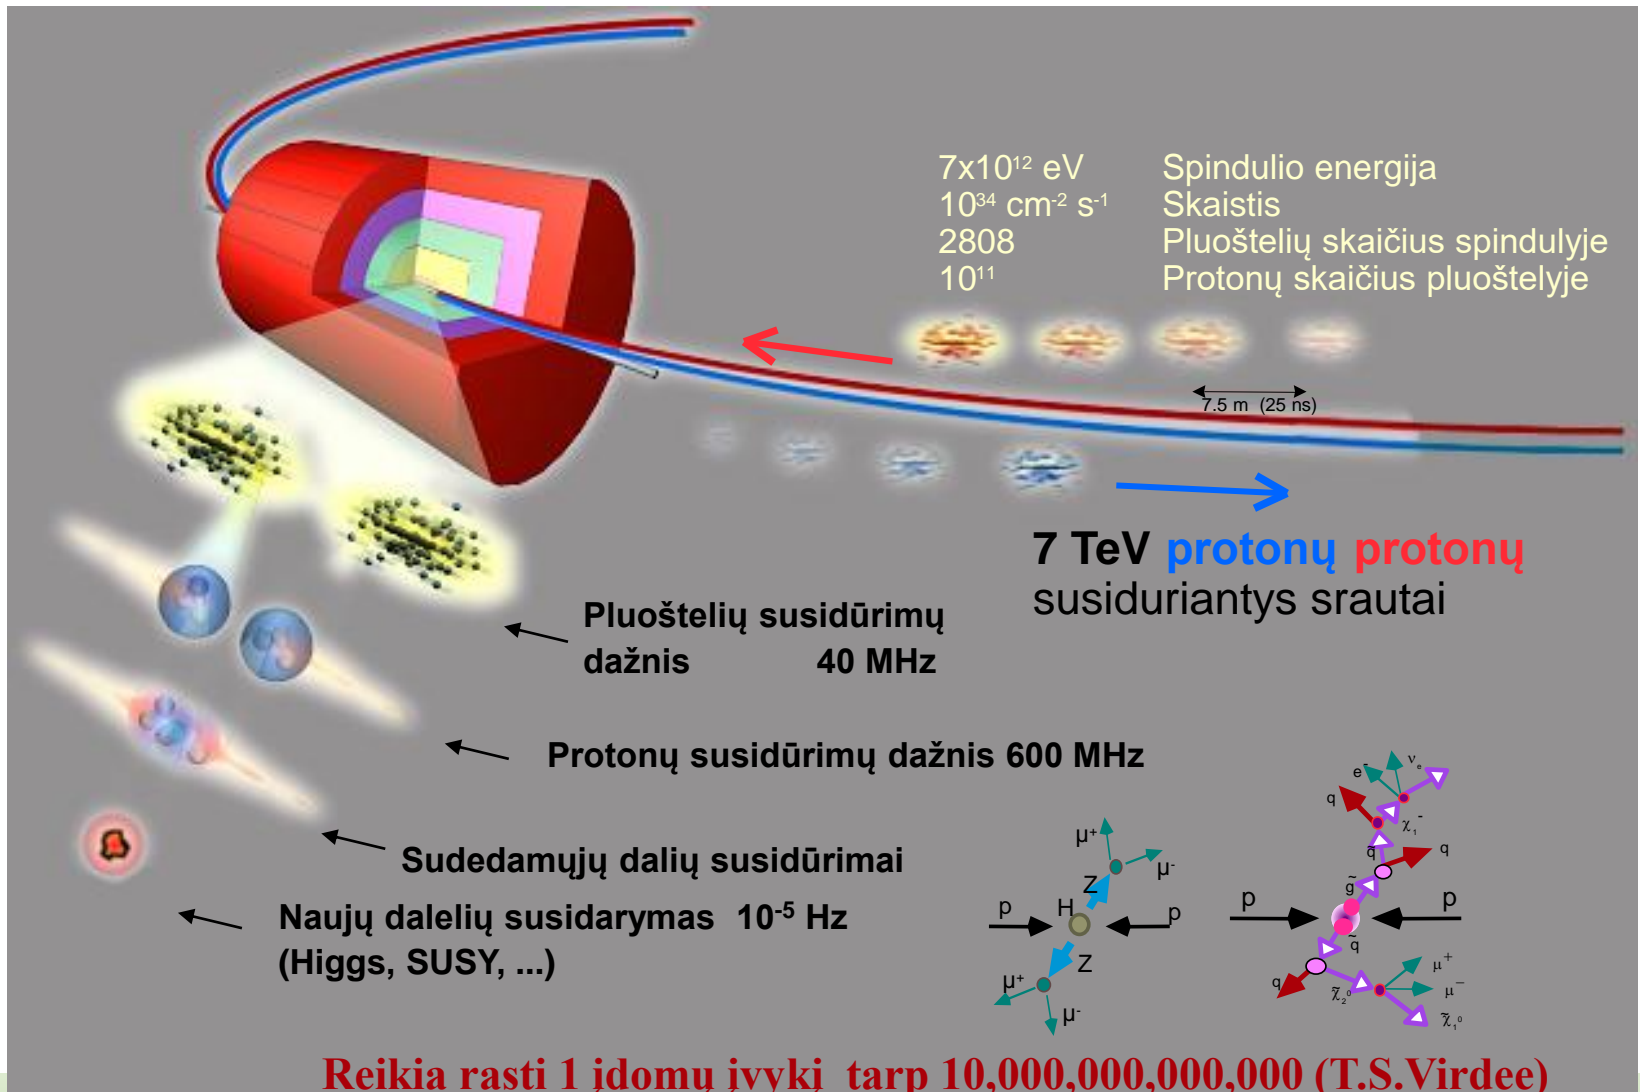 7x10¹² eV Spindulio energija
10³⁴ cm⁻² s⁻¹ Skaistis
2808 Pluoštelių skaičius spindulyje
10¹¹ Protonų skaičius pluoštelyje
7.5 m (25 ns)
7 TeV protonų protonų
susiduriantys srautai
Pluoštelių susidūrimų
dažnis 40 MHz
Protonų susidūrimų dažnis 600 MHz
Sudedamųjų dalių susidūrimai
Naujų dalelių susidarymas 10⁻⁵ Hz
(Higgs, SUSY, ...)
μ⁺
μ⁻
Z
p H p
Z
μ⁺
μ⁻
e⁻ νₑ
q
χ₁⁻
q̃ q
g̃
p p
q̃
q χ̃₂⁰ μ⁺
μ⁻
χ̃₁⁰
Reikia rasti 1 įdomų įvykį tarp 10,000,000,000,000 (T.S.Virdee)